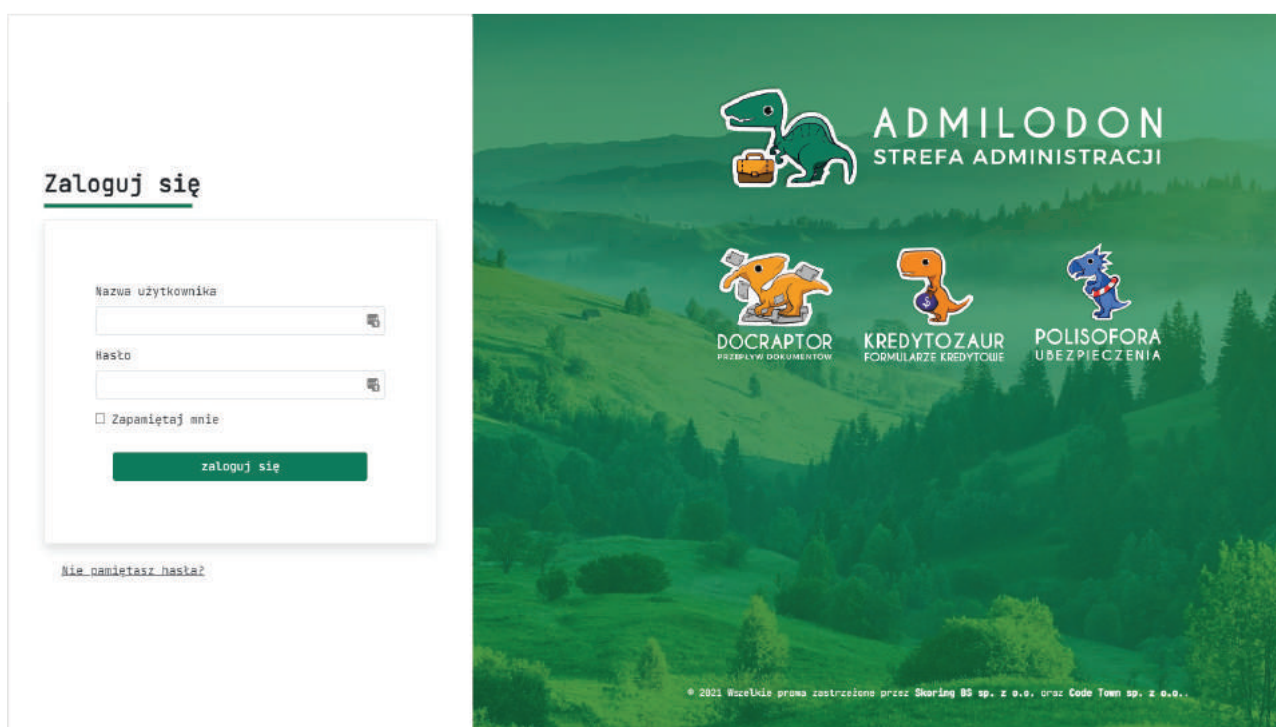 Zaloguj się
Nazwa użytkownika
Hasło
Zapamiętaj mnie
zaloguj się
Nie pamiętasz hasła?
ADMILODON
STREFA ADMINISTRACJI
DOCRAPTOR
PRZEPŁYW DOKUMENTÓW
KREDYTOZAUR
FORMULARZE KREDYTOWE
POLISOFORA
UBEZPIECZENIA
© 2021 Wszelkie prawa zastrzeżone przez Skoring BS sp. z o.o. oraz Code Town sp. z o.o..